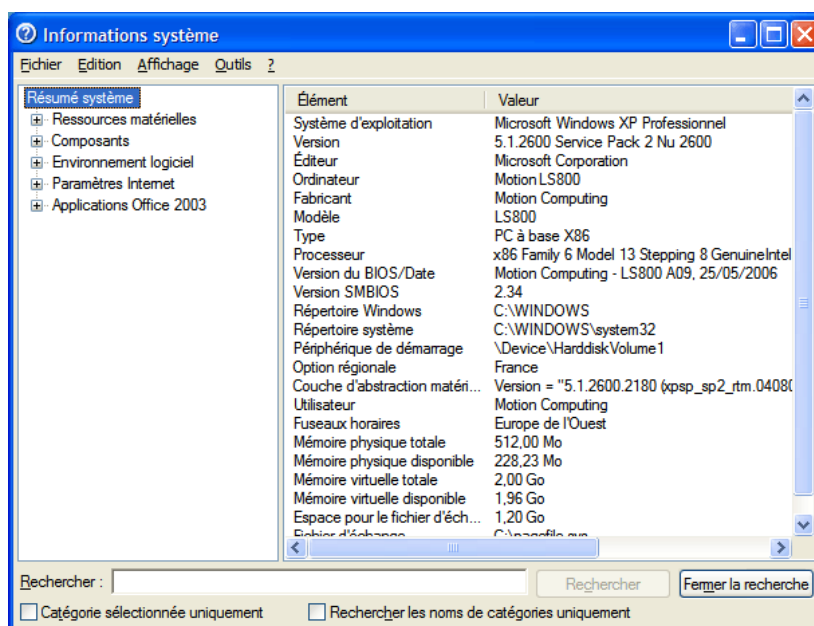 Informations système
Fichier Edition Affichage Outils ?
Résumé système
Ressources matérielles
Composants
Environnement logiciel
Paramètres Internet
Applications Office 2003
Élément Valeur
Système d'exploitation Microsoft Windows XP Professionnel
Version 5.1.2600 Service Pack 2 Nu 2600
Éditeur Microsoft Corporation
Ordinateur MotionLS800
Fabricant Motion Computing
Modèle LS800
Type PC à base X86
Processeur x86 Family 6 Model 13 Stepping 8 GenuineIntel
Version du BIOS/Date Motion Computing - LS800 A09, 25/05/2006
Version SMBIOS 2.34
Répertoire Windows C:\WINDOWS
Répertoire système C:\WINDOWS\system32
Périphérique de démarrage \Device\HarddiskVolume1
Option régionale France
Couche d'abstraction matéri... Version = "5.1.2600.2180 (xpsp_sp2_rtm.04080
Utilisateur Motion Computing
Fuseaux horaires Europe de l'Ouest
Mémoire physique totale 512,00 Mo
Mémoire physique disponible 228,23 Mo
Mémoire virtuelle totale 2,00 Go
Mémoire virtuelle disponible 1,96 Go
Espace pour le fichier d'éch... 1,20 Go
Fichier d'échange C:\pagefile.sys
Rechercher : Rechercher Fermer la recherche
Catégorie sélectionnée uniquement Rechercher les noms de catégories uniquement